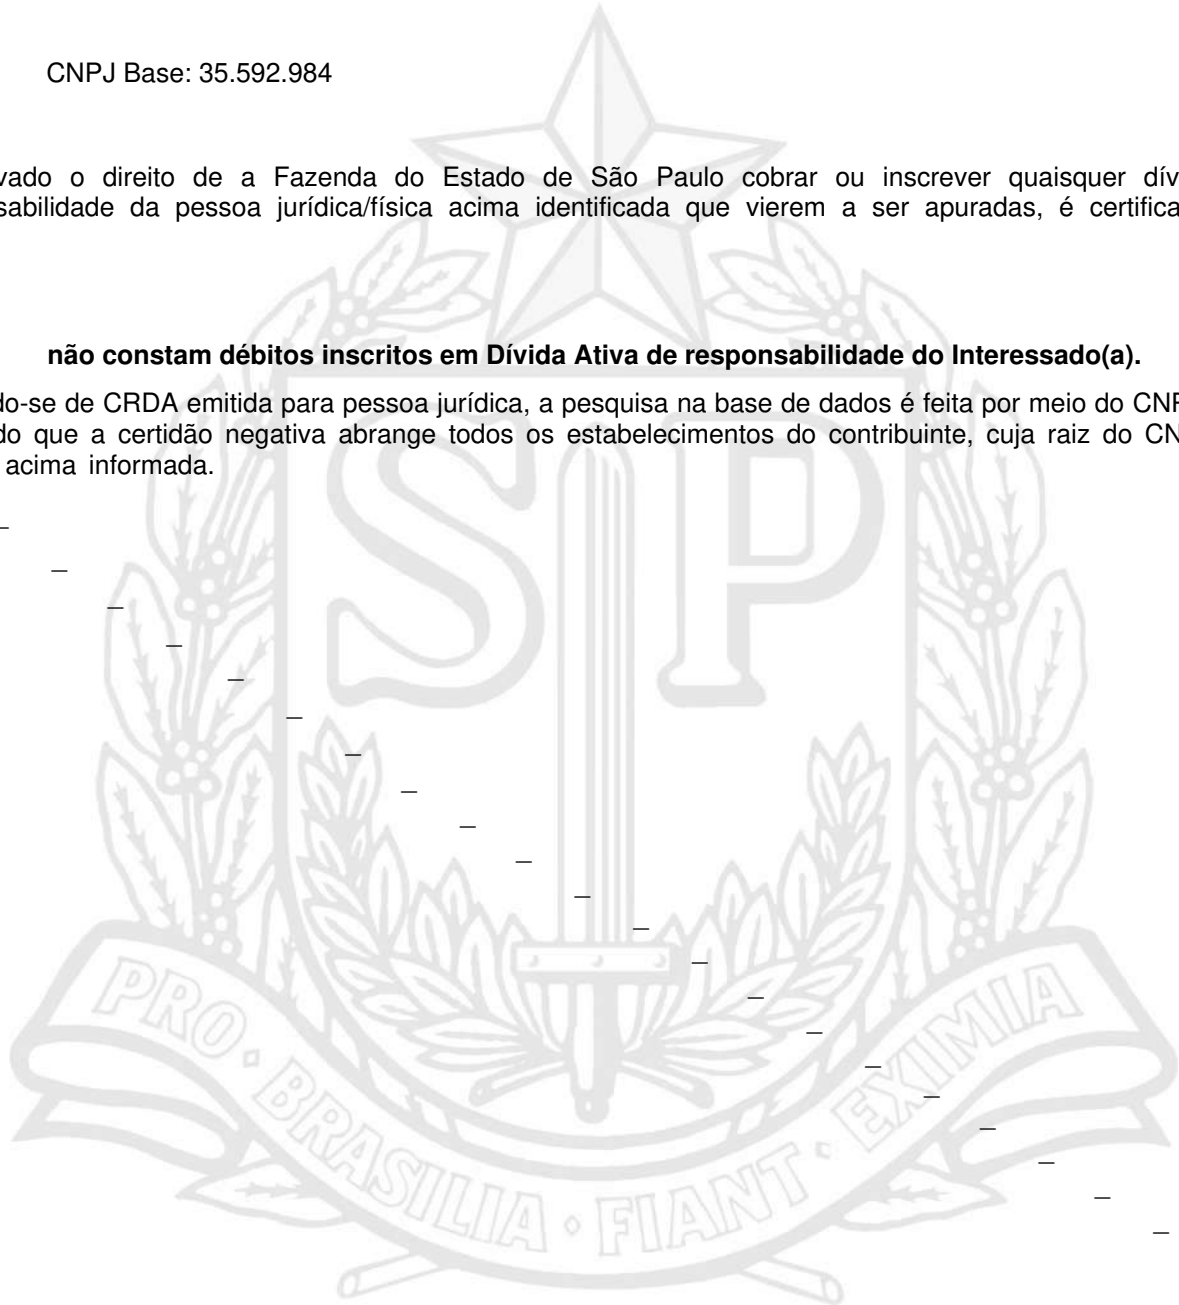 CNPJ Base: 35.592.984
vado o direito de a Fazenda do Estado de São Paulo cobrar ou inscrever quaisquer dív
sabilidade da pessoa jurídica/física acima identificada que vierem a ser apuradas, é certifica
não constam débitos inscritos em Dívida Ativa de responsabilidade do Interessado(a).
do-se de CRDA emitida para pessoa jurídica, a pesquisa na base de dados é feita por meio do CNP
do que a certidão negativa abrange todos os estabelecimentos do contribuinte, cuja raiz do CN
acima informada.
SP
PRO • BRASILIA • FIANT • EXIMIA